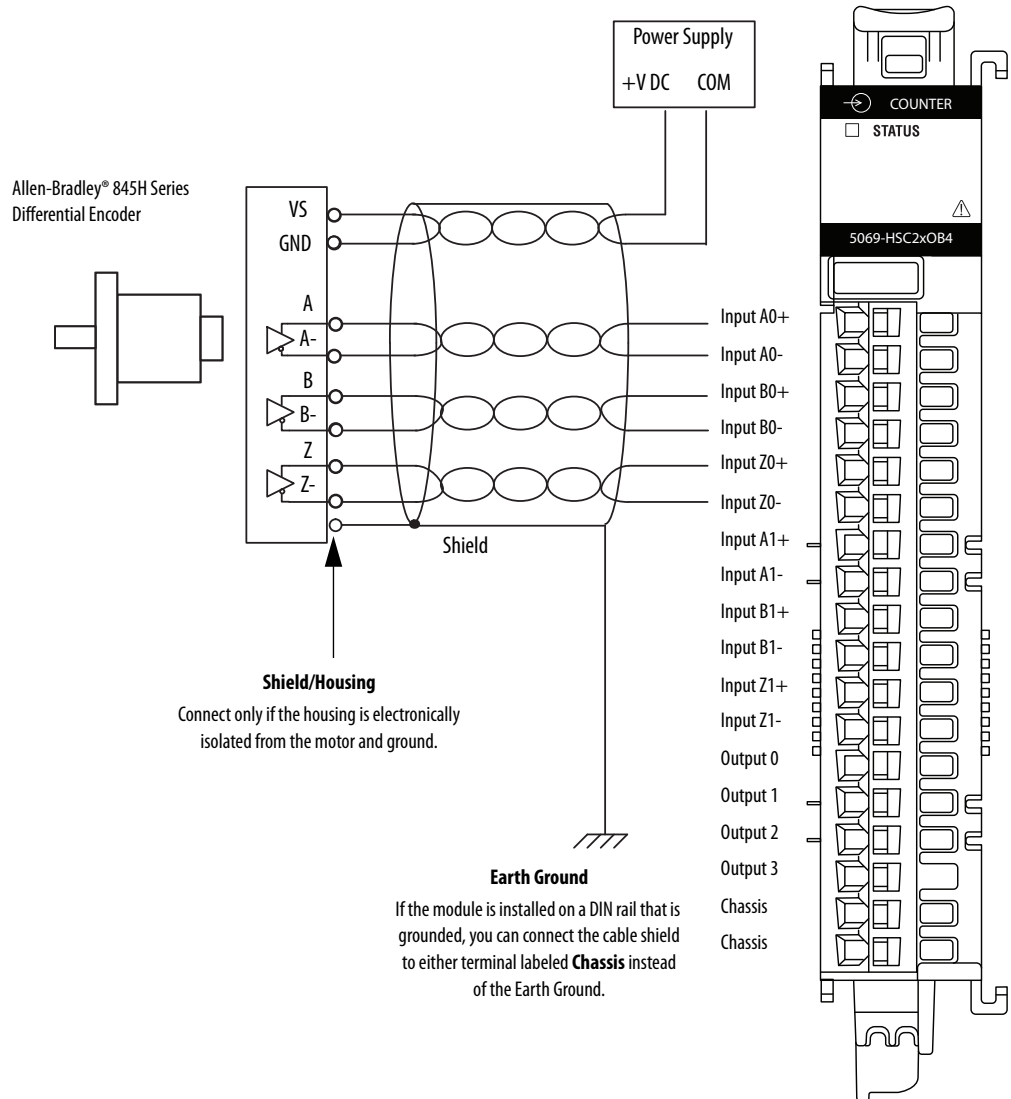 Power Supply
+V DC COM
COUNTER
STATUS
Allen-Bradley® 845H Series
Differential Encoder
5069-HSC2xOB4
VS
GND
A
A-
B
B-
Z
Z-
Shield
Input A0+
Input A0-
Input B0+
Input B0-
Input Z0+
Input Z0-
Input A1+
Input A1-
Input B1+
Input B1-
Input Z1+
Input Z1-
Output 0
Output 1
Output 2
Output 3
Chassis
Chassis
Shield/Housing
Connect only if the housing is electronically
isolated from the motor and ground.
Earth Ground
If the module is installed on a DIN rail that is
grounded, you can connect the cable shield
to either terminal labeled Chassis instead
of the Earth Ground.